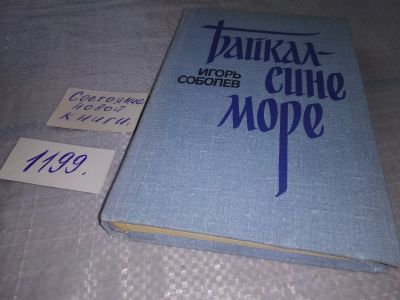 Байкал-
сине
море
ИГОРЬ
СОБОЛЕВ
Состояние
новой
книги.
1199.